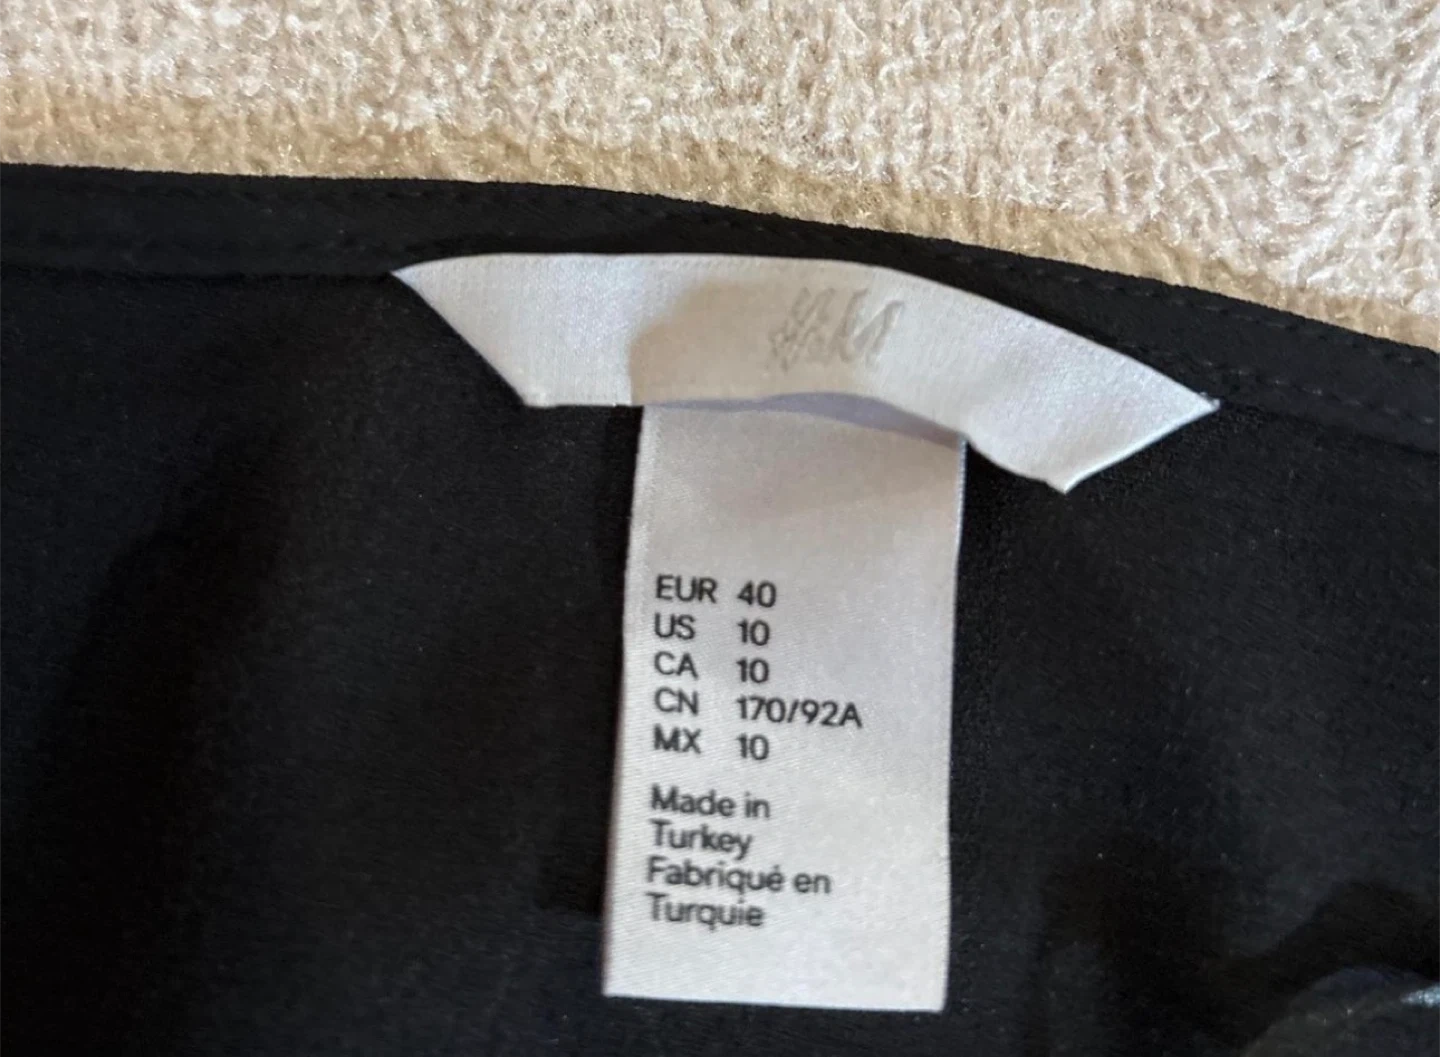 H&M
EUR 40
US 10
CA 10
CN 170/92A
MX 10
Made in
Turkey
Fabriqué en
Turquie